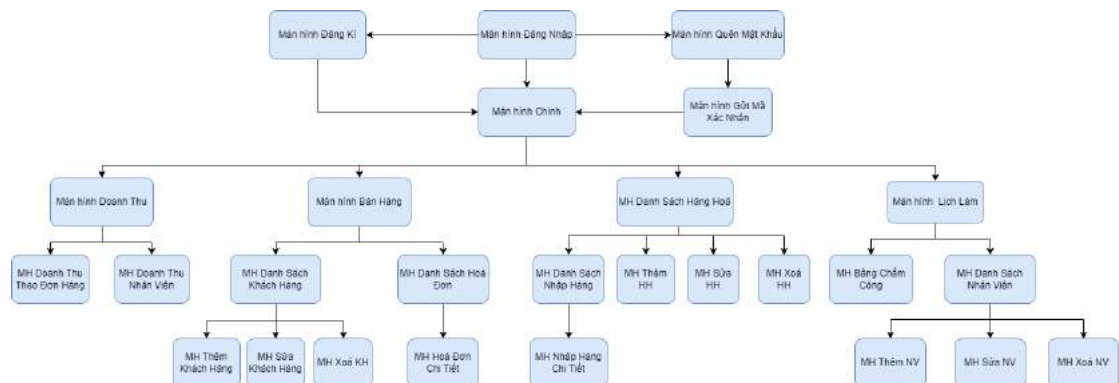 Màn hình Đăng Kí
Màn hình Đăng Nhập
Màn hình Quên Mật Khẩu
Màn hình Chính
Màn hình Gửi Mã
Xác Nhận
Màn hình Doanh Thu
Màn hình Bán Hàng
MH Danh Sách Hàng Hoá
Màn hình Lịch Làm
MH Doanh Thu
Theo Đơn Hàng
MH Doanh Thu
Nhân Viên
MH Danh Sách
Khách Hàng
MH Danh Sách Hoá
Đơn
MH Danh Sách
Nhập Hàng
MH Thêm
HH
MH Sửa
HH
MH Xoá
HH
MH Bảng Chấm
Công
MH Danh Sách
Nhân Viên
MH Thêm
Khách Hàng
MH Sửa
Khách Hàng
MH Xoá KH
MH Hoá Đơn
Chi Tiết
MH Nhập Hàng
Chi Tiết
MH Thêm NV
MH Sửa NV
MH Xoá NV